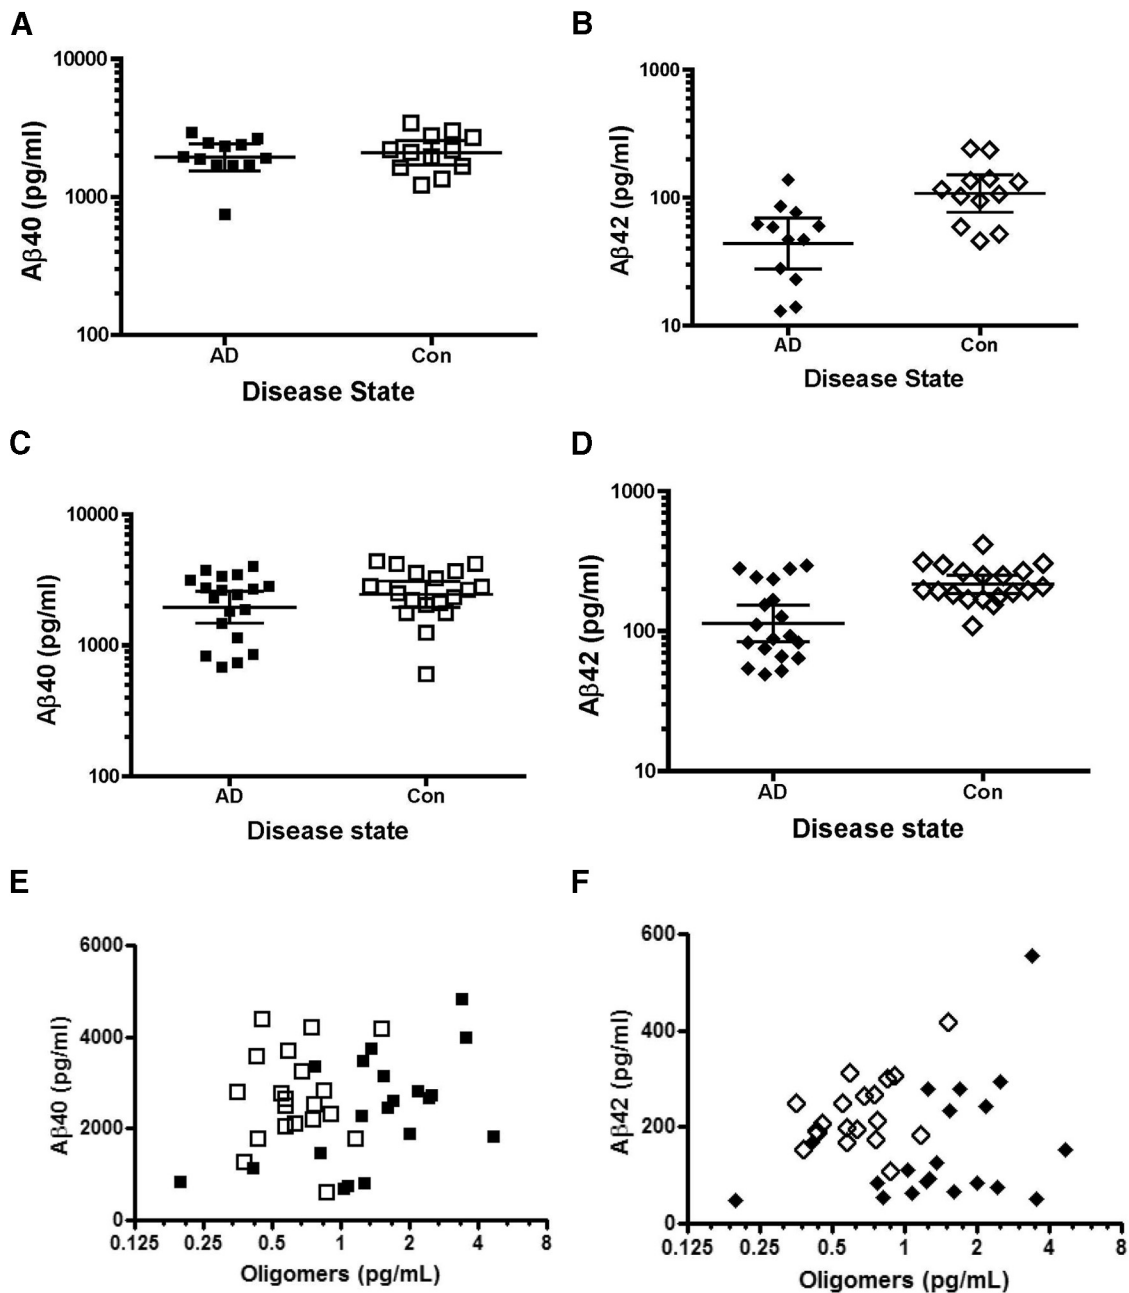 A
Aβ40 (pg/ml)
10000
1000
100
AD
Con
Disease State
B
Aβ42 (pg/ml)
1000
100
10
AD
Con
Disease State
C
Aβ40 (pg/ml)
10000
1000
100
AD
Con
Disease state
D
Aβ42 (pg/ml)
1000
100
10
AD
Con
Disease state
E
Aβ40 (pg/ml)
6000
4000
2000
0
0.125 0.25 0.5 1 2 4 8
Oligomers (pg/mL)
F
Aβ42 (pg/ml)
600
400
200
0
0.125 0.25 0.5 1 2 4 8
Oligomers (pg/mL)